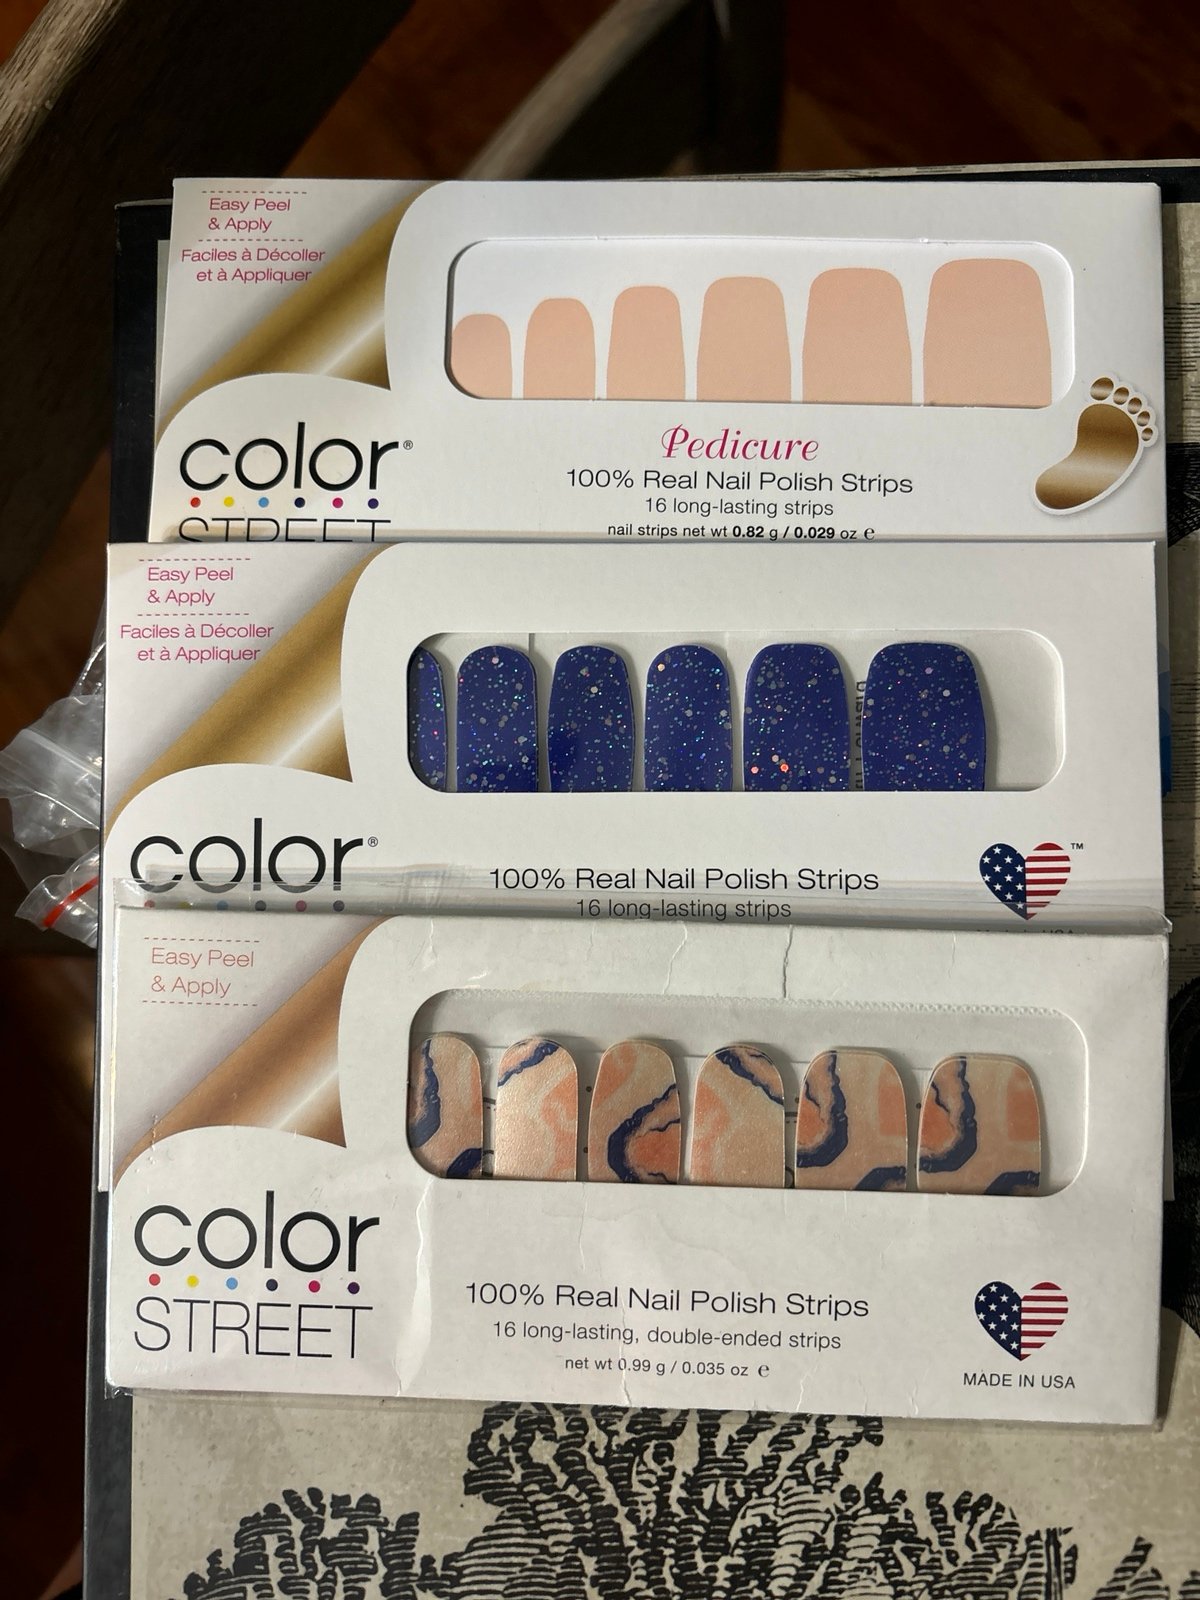 Easy Peel
& Apply
Faciles à Décoller
et à Appliquer
color®
STREET
Pedicure
100% Real Nail Polish Strips
16 long-lasting strips
nail strips net wt 0.82 g / 0.029 oz ℮
Easy Peel
& Apply
Faciles à Décoller
et à Appliquer
color®
100% Real Nail Polish Strips
16 long-lasting strips
™
Easy Peel
& Apply
color
STREET
100% Real Nail Polish Strips
16 long-lasting, double-ended strips
net wt 0.99 g / 0.035 oz ℮
MADE IN USA